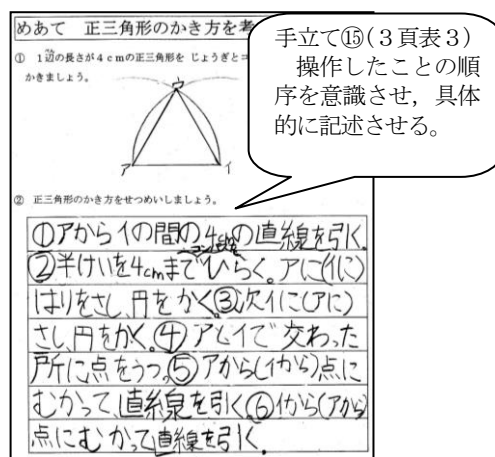 めあて　正三角形のかき方を考
① 1辺の長さが4cmの正三角形を じょうぎとコ
かきましょう。
ウ
ア
イ
② 正三角形のかき方をせつめいしましょう。
①アからイの間の4cmの直線を引く。
②半けいを4cmまでひらく。アに(イに)
はりをさし、円をかく。③次イに(アに)
さし、円をかく。④アとイで交わった
所に点をうつ。⑤アから(イから)点に
むかって、直線を引く。⑥イから(アから)
点にむかって直線を引く。
手立て⑮(3頁表3)
操作したことの順
序を意識させ，具体
的に記述させる。